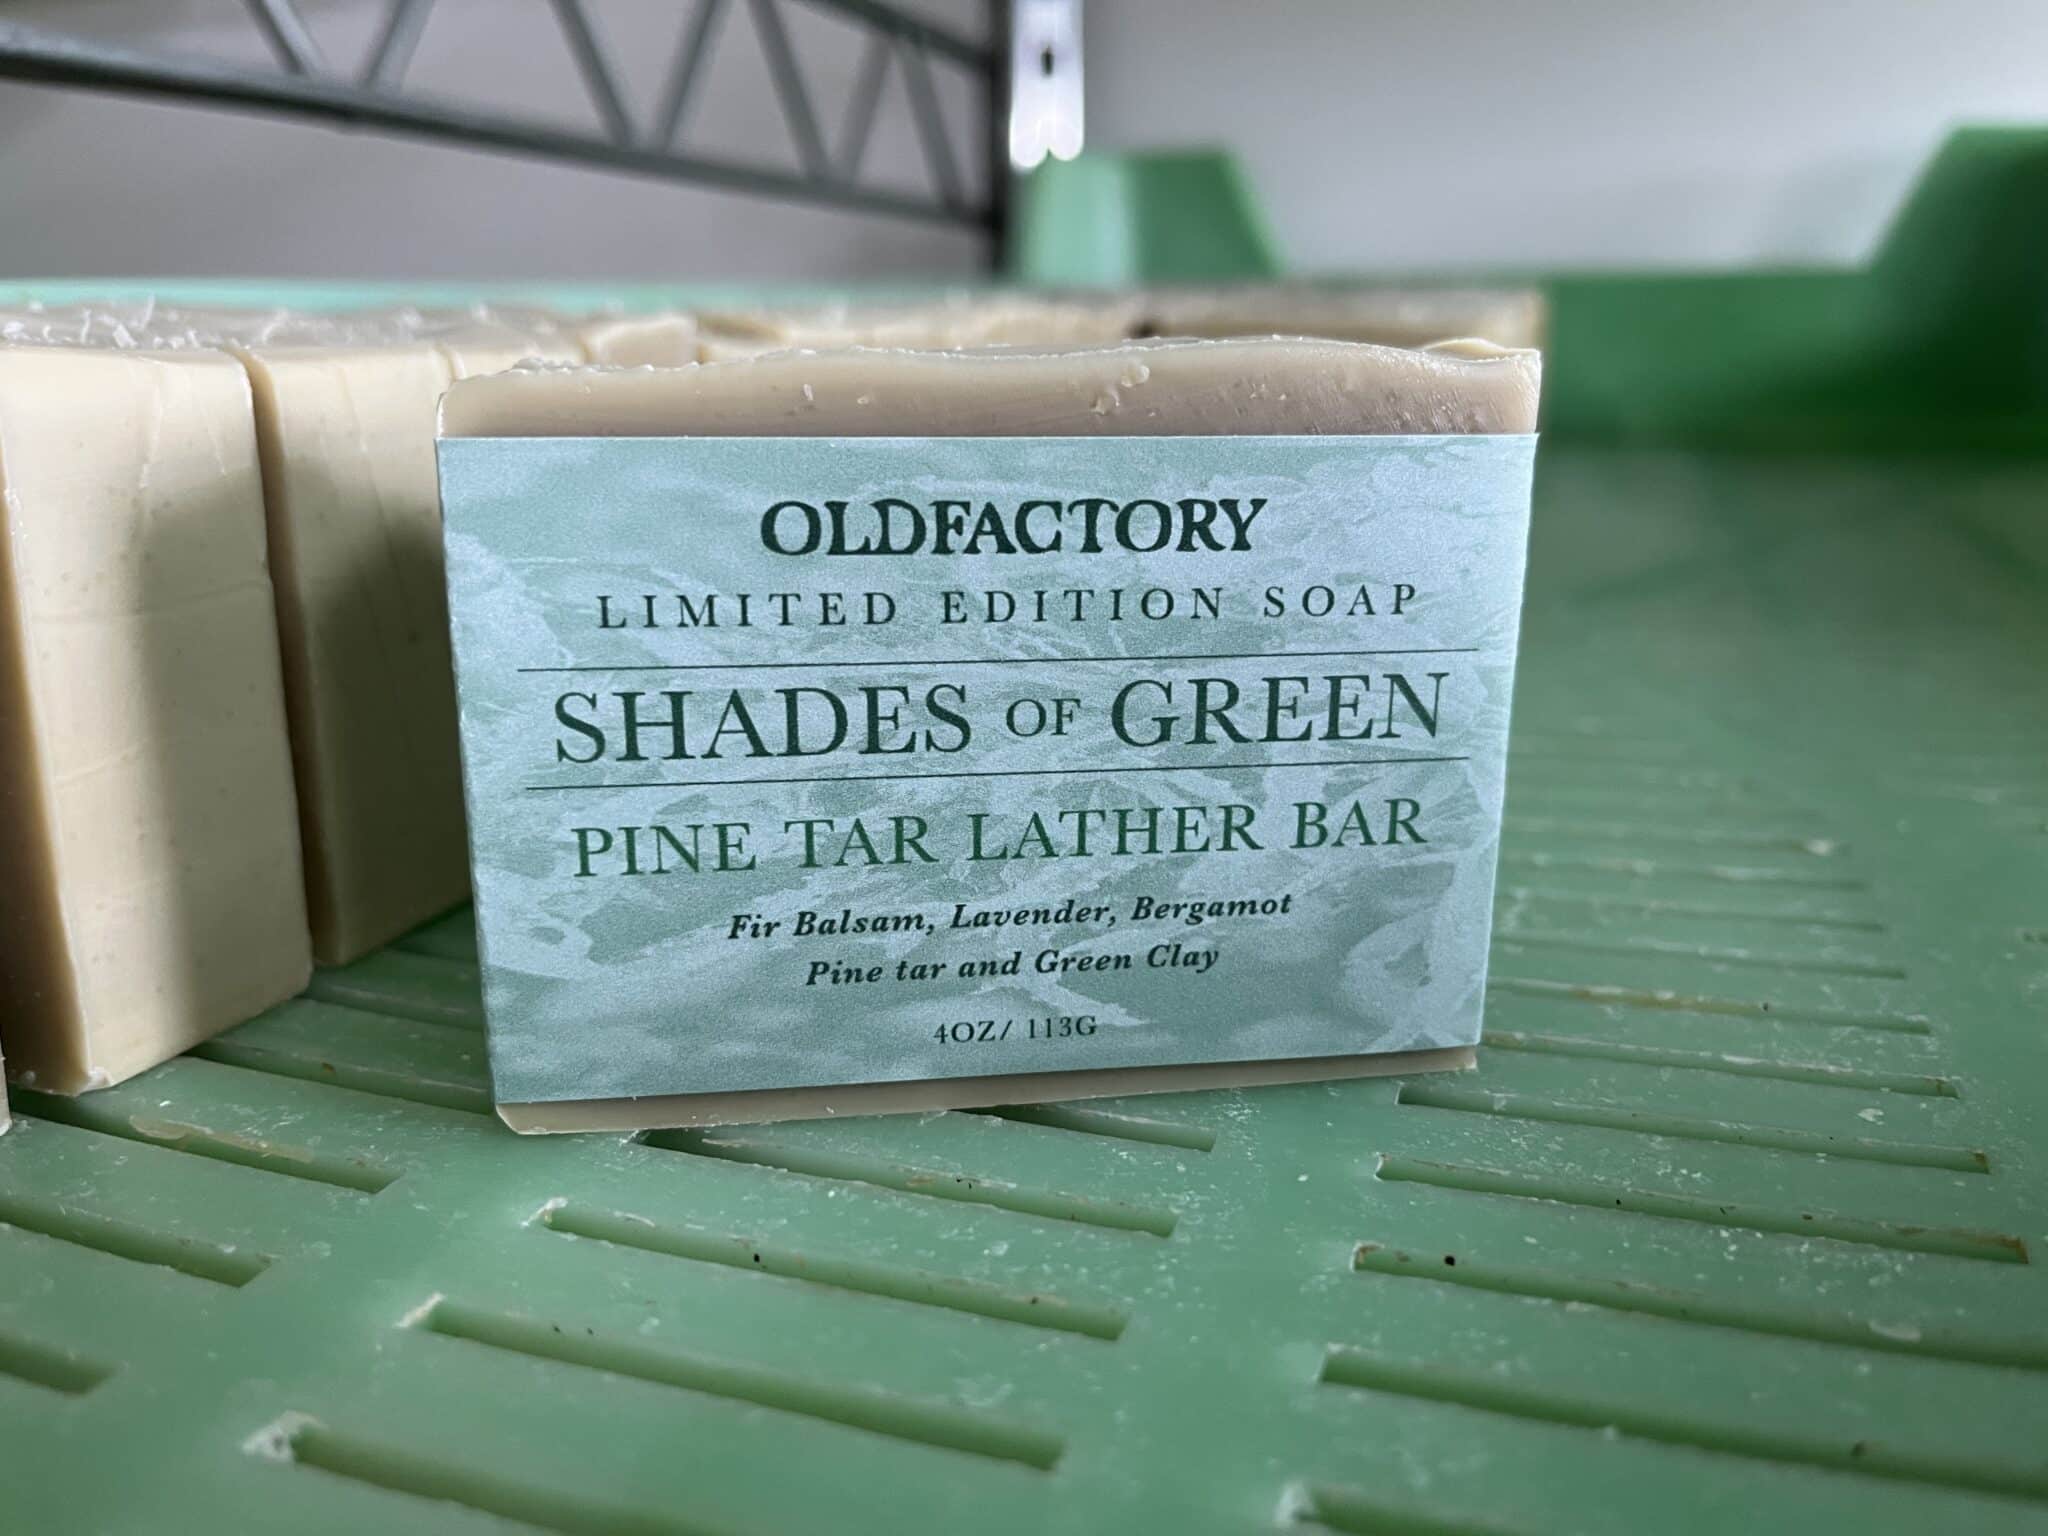 OLDFACTORY
LIMITED EDITION SOAP
SHADES OF GREEN
PINE TAR LATHER BAR
Fir Balsam, Lavender, Bergamot
Pine tar and Green Clay
4OZ/ 113G